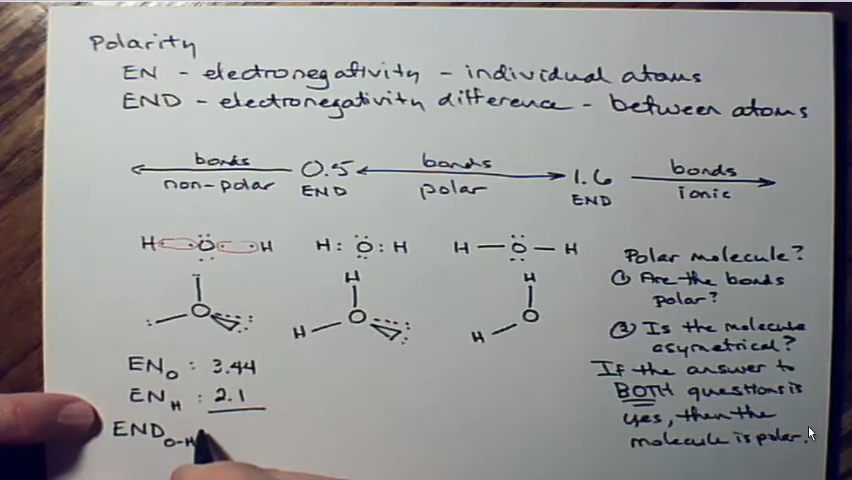 Polarity
EN - electronegativity - individual atoms
END - electronegativity difference - between atoms
bonds 0.5 bonds 1.6 bonds
non-polar END polar END ionic
H O H H : O : H H — O — H
H H
O O O
H H
EN O : 3.44
EN H : 2.1
END O-H
Polar molecule?
① Are the bonds
polar?
② Is the molecule
asymetrical?
If the answer to
BOTH questions is
yes, then the
molecule is polar.